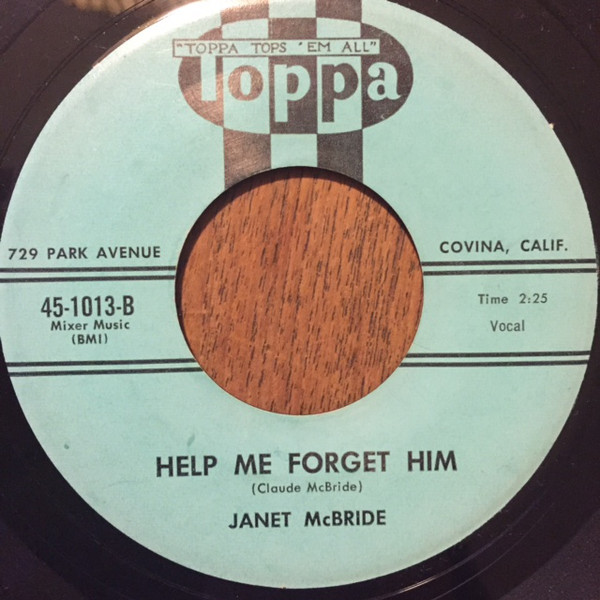 "TOPPA TOPS 'EM ALL"
Toppa
729 PARK AVENUE
COVINA, CALIF.
45-1013-B
Mixer Music
(BMI)
Time 2:25
Vocal
HELP ME FORGET HIM
(Claude McBride)
JANET McBRIDE